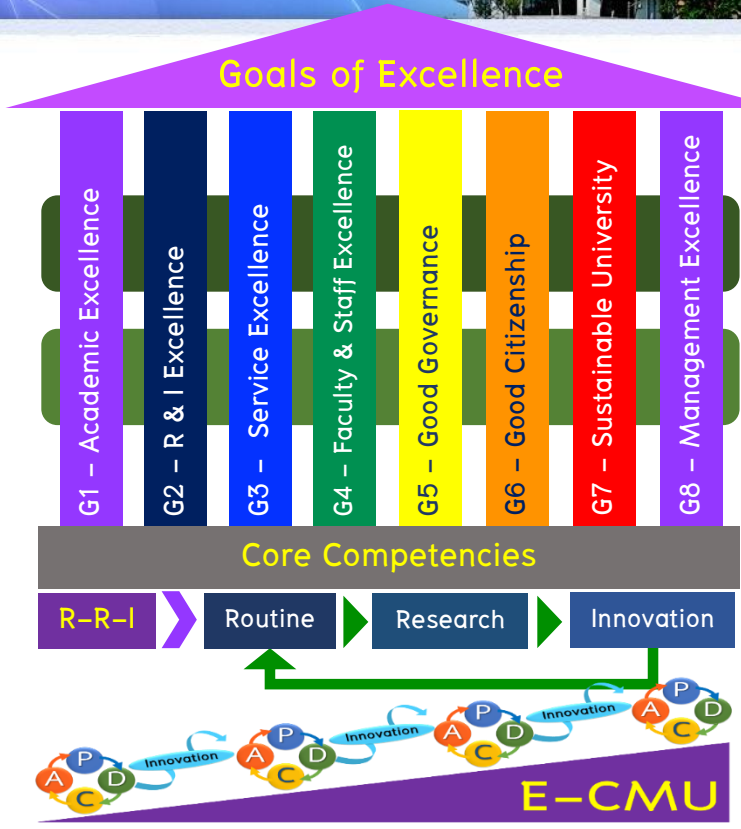 Goals of Excellence
G1 – Academic Excellence
G2 – R & I Excellence
G3 – Service Excellence
G4 – Faculty & Staff Excellence
G5 – Good Governance
G6 – Good Citizenship
G7 – Sustainable University
G8 – Management Excellence
Core Competencies
R–R–I
Routine
Research
Innovation
P
D
C
A
Innovation
P
D
C
A
Innovation
P
D
C
A
Innovation
P
D
C
A
E–CMU